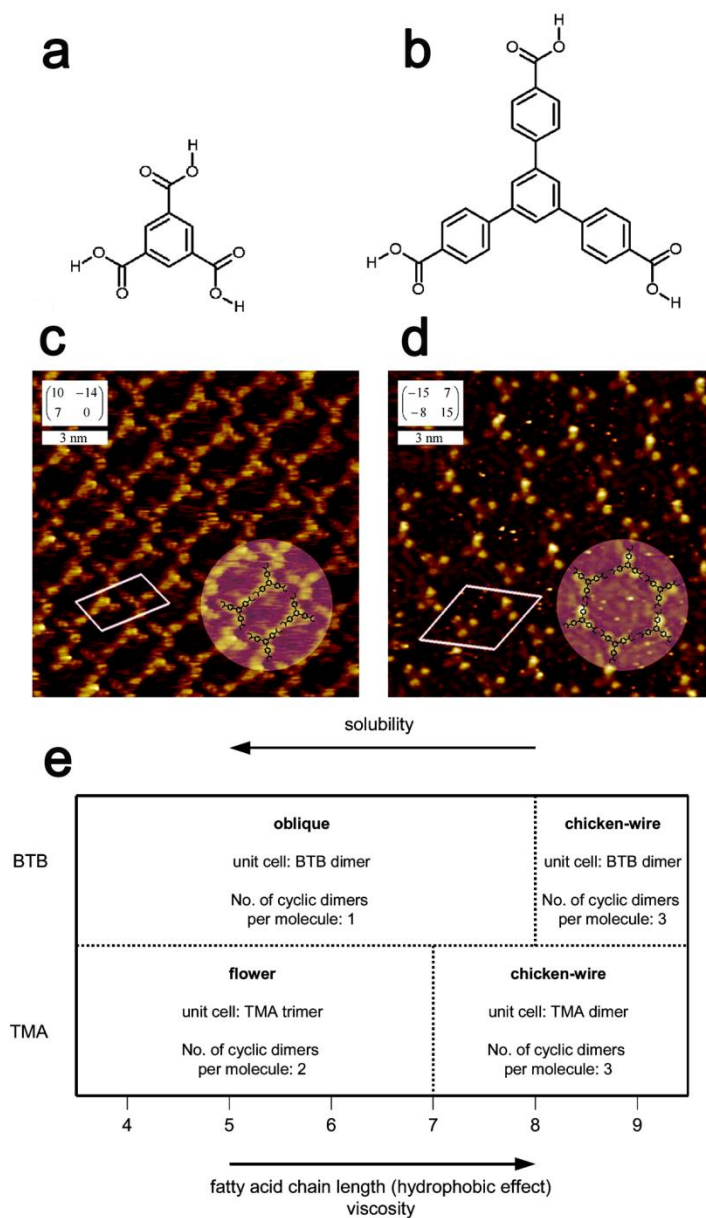 a
b
H
O
O
H
O
O
O
O
H
O
O
H
H
O
O
O
O
H
c
d
10 −14
7 0
3 nm
−15 7
−8 15
3 nm
solubility
e
BTB
oblique
unit cell: BTB dimer
No. of cyclic dimers
per molecule: 1
chicken-wire
unit cell: BTB dimer
No. of cyclic dimers
per molecule: 3
TMA
flower
unit cell: TMA trimer
No. of cyclic dimers
per molecule: 2
chicken-wire
unit cell: TMA dimer
No. of cyclic dimers
per molecule: 3
4 5 6 7 8 9
fatty acid chain length (hydrophobic effect)
viscosity